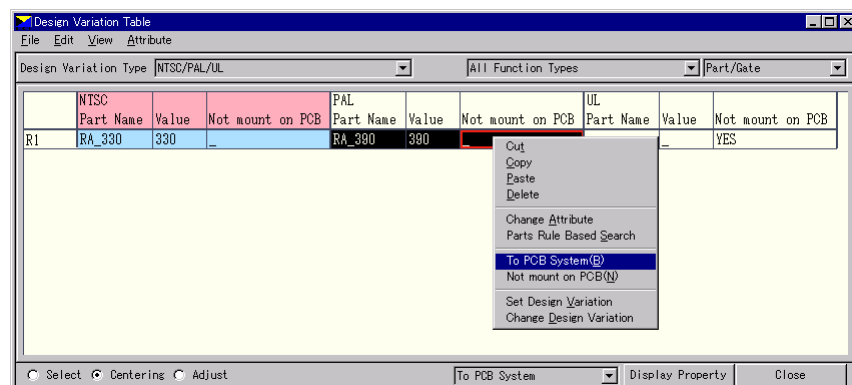 Design Variation Table
File Edit View Attribute
Design Variation Type NTSC/PAL/UL All Function Types Part/Gate
NTSC PAL UL
Part Name Value Not mount on PCB Part Name Value Not mount on PCB Part Name Value Not mount on PCB
R1 RA_330 330 _ RA_390 390 _ _ YES
Cut
Copy
Paste
Delete
Change Attribute
Parts Rule Based Search
To PCB System(B)
Not mount on PCB(N)
Set Design Variation
Change Design Variation
Select Centering Adjust To PCB System Display Property Close